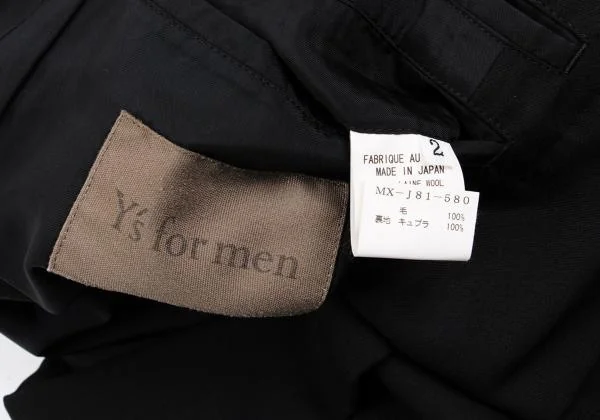 Y's for men
2
FABRIQUE AU
MADE IN JAPAN
LAINE WOOL
MX-J81-580
毛 100%
裏地 キュプラ 100%